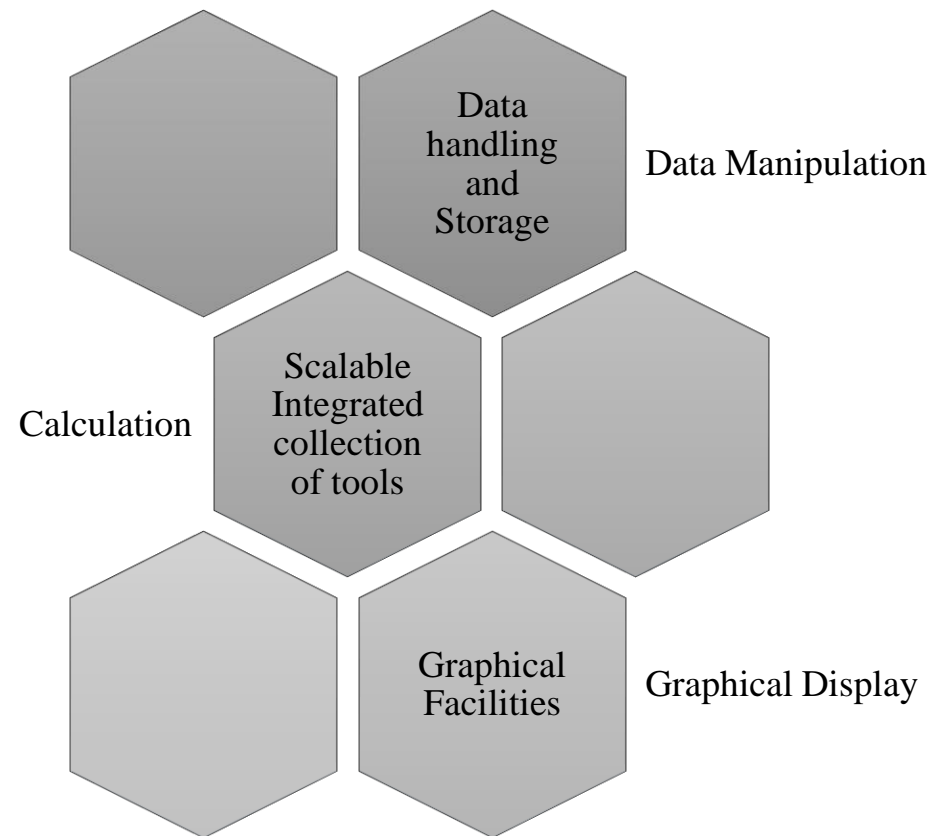 Data
handling
and
Storage
Data Manipulation
Calculation
Scalable
Integrated
collection
of tools
Graphical
Facilities
Graphical Display